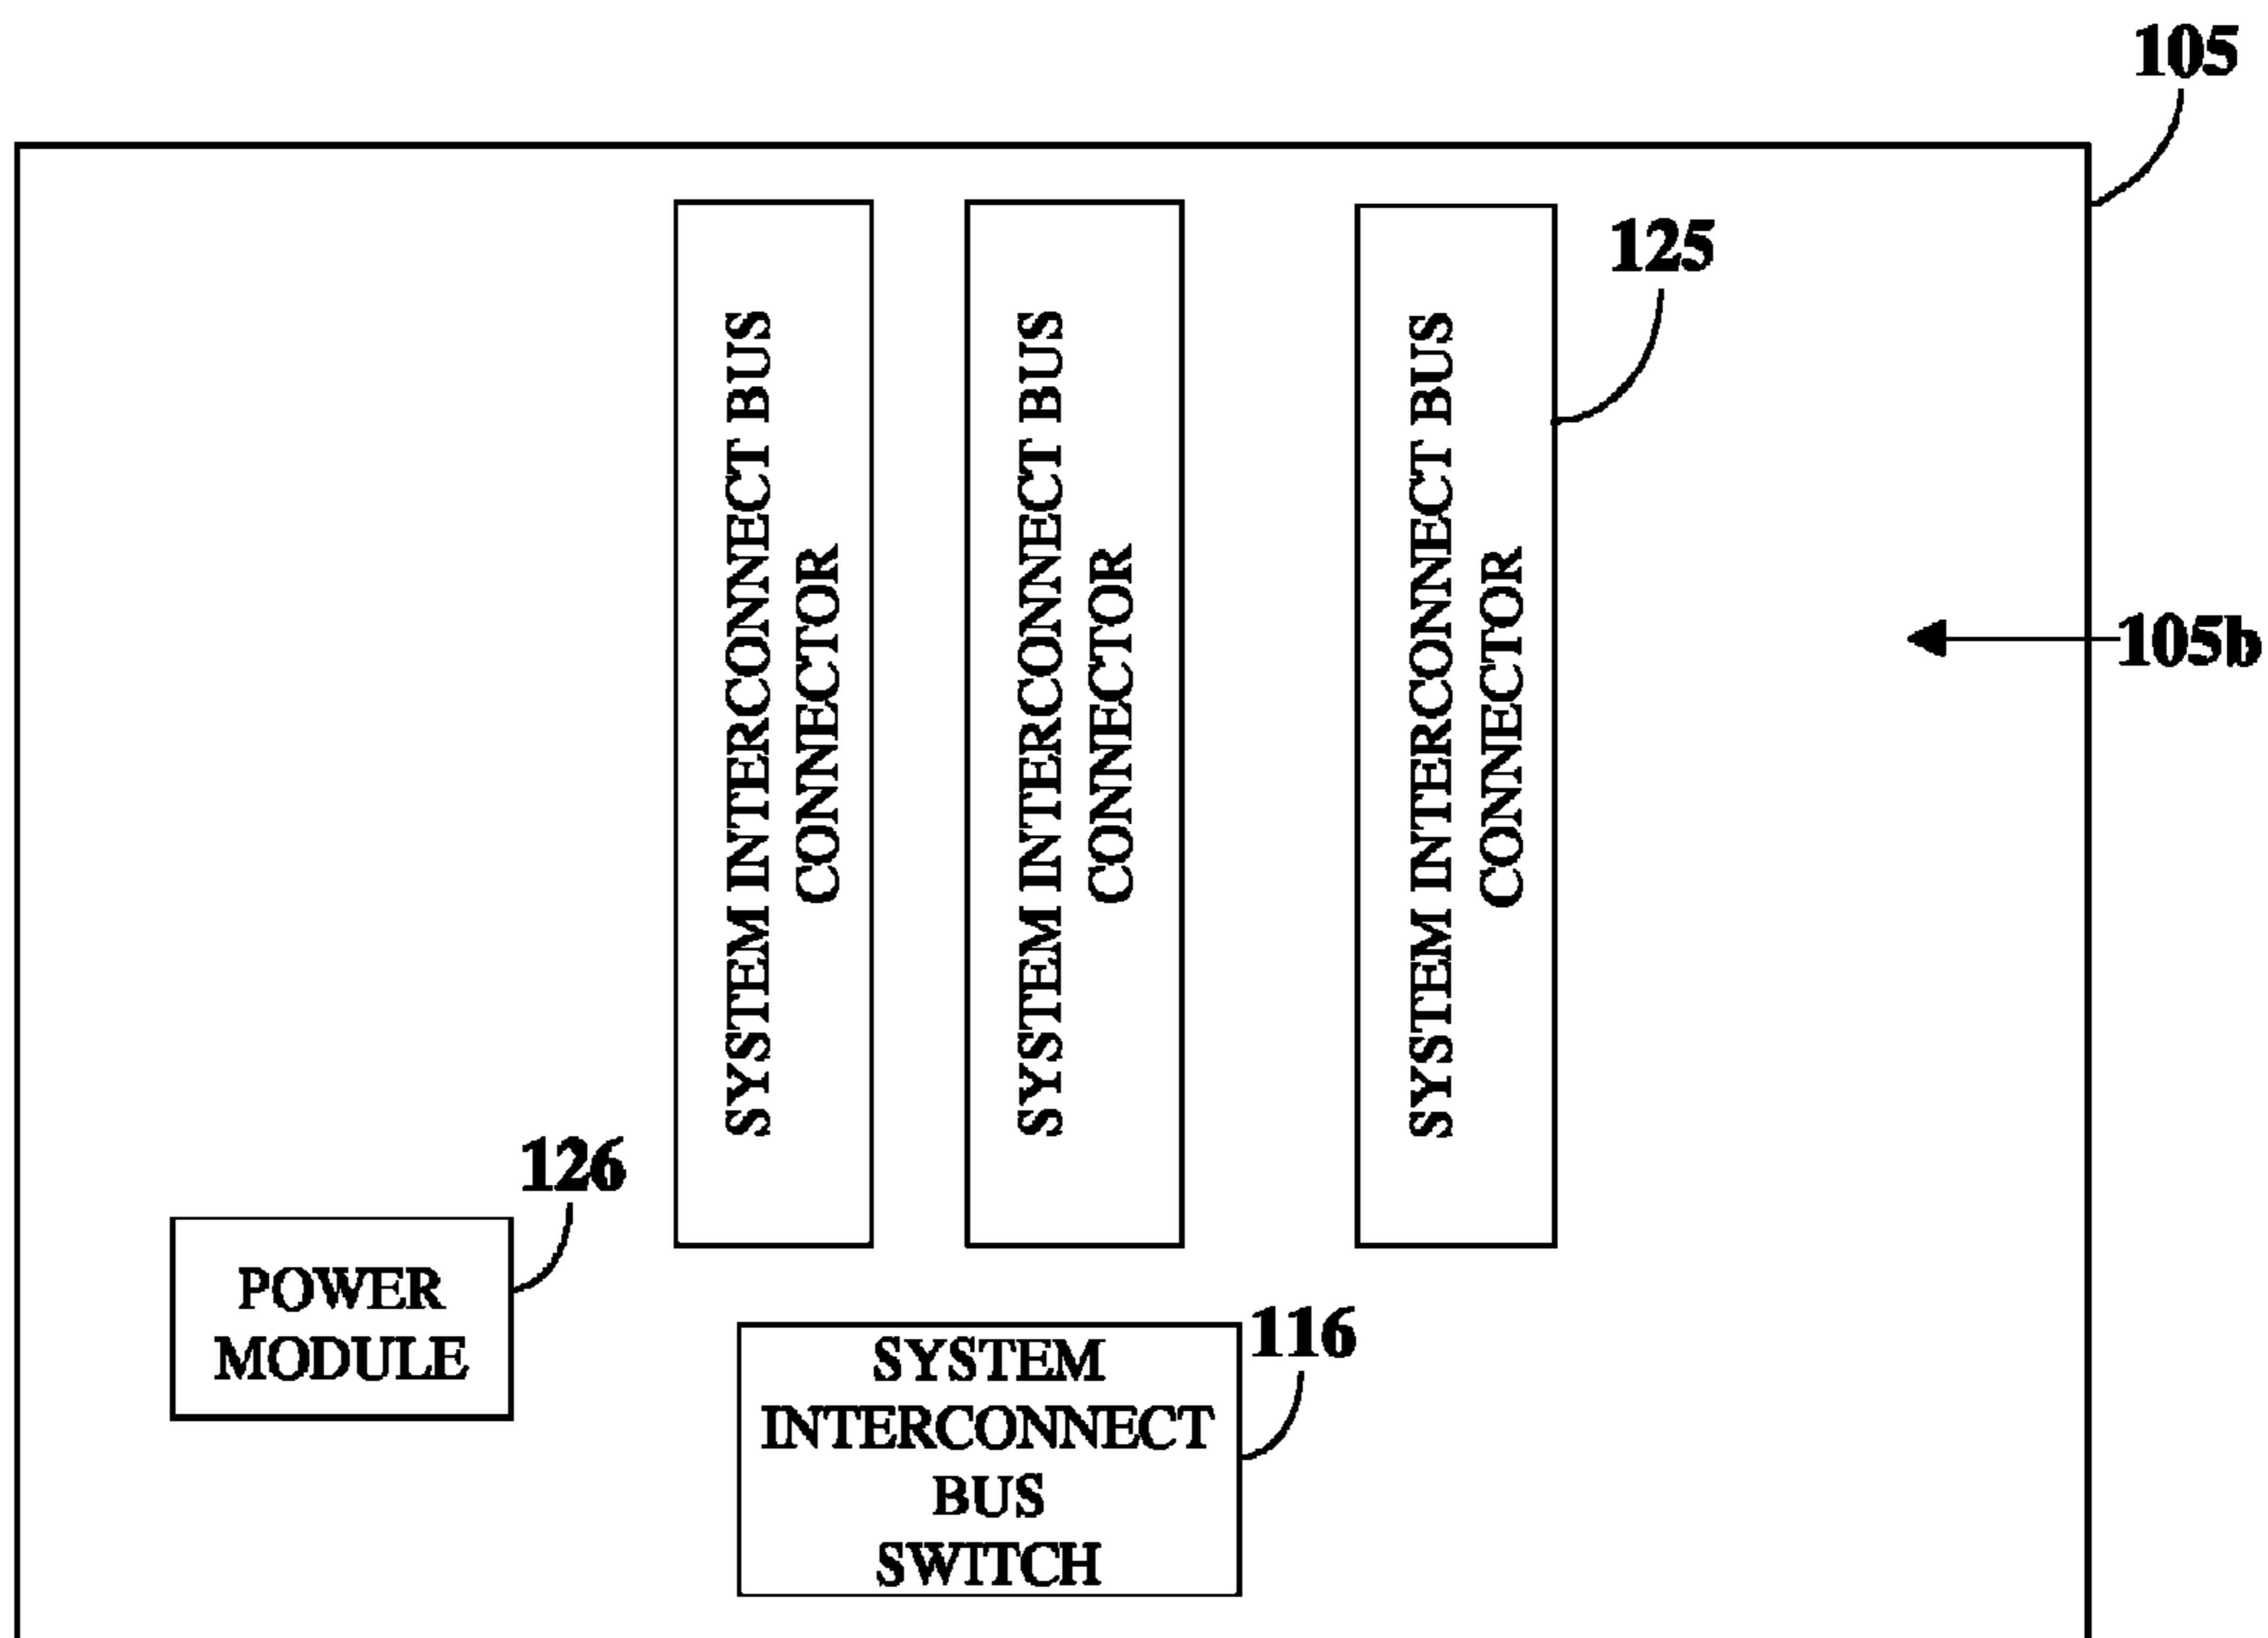 105
125
SYSTEM INTERCONNECT BUS
CONNECTOR
SYSTEM INTERCONNECT BUS
CONNECTOR
SYSTEM INTERCONNECT BUS
CONNECTOR
105b
126
POWER
MODULE
116
SYSTEM
INTERCONNECT
BUS
SWITCH